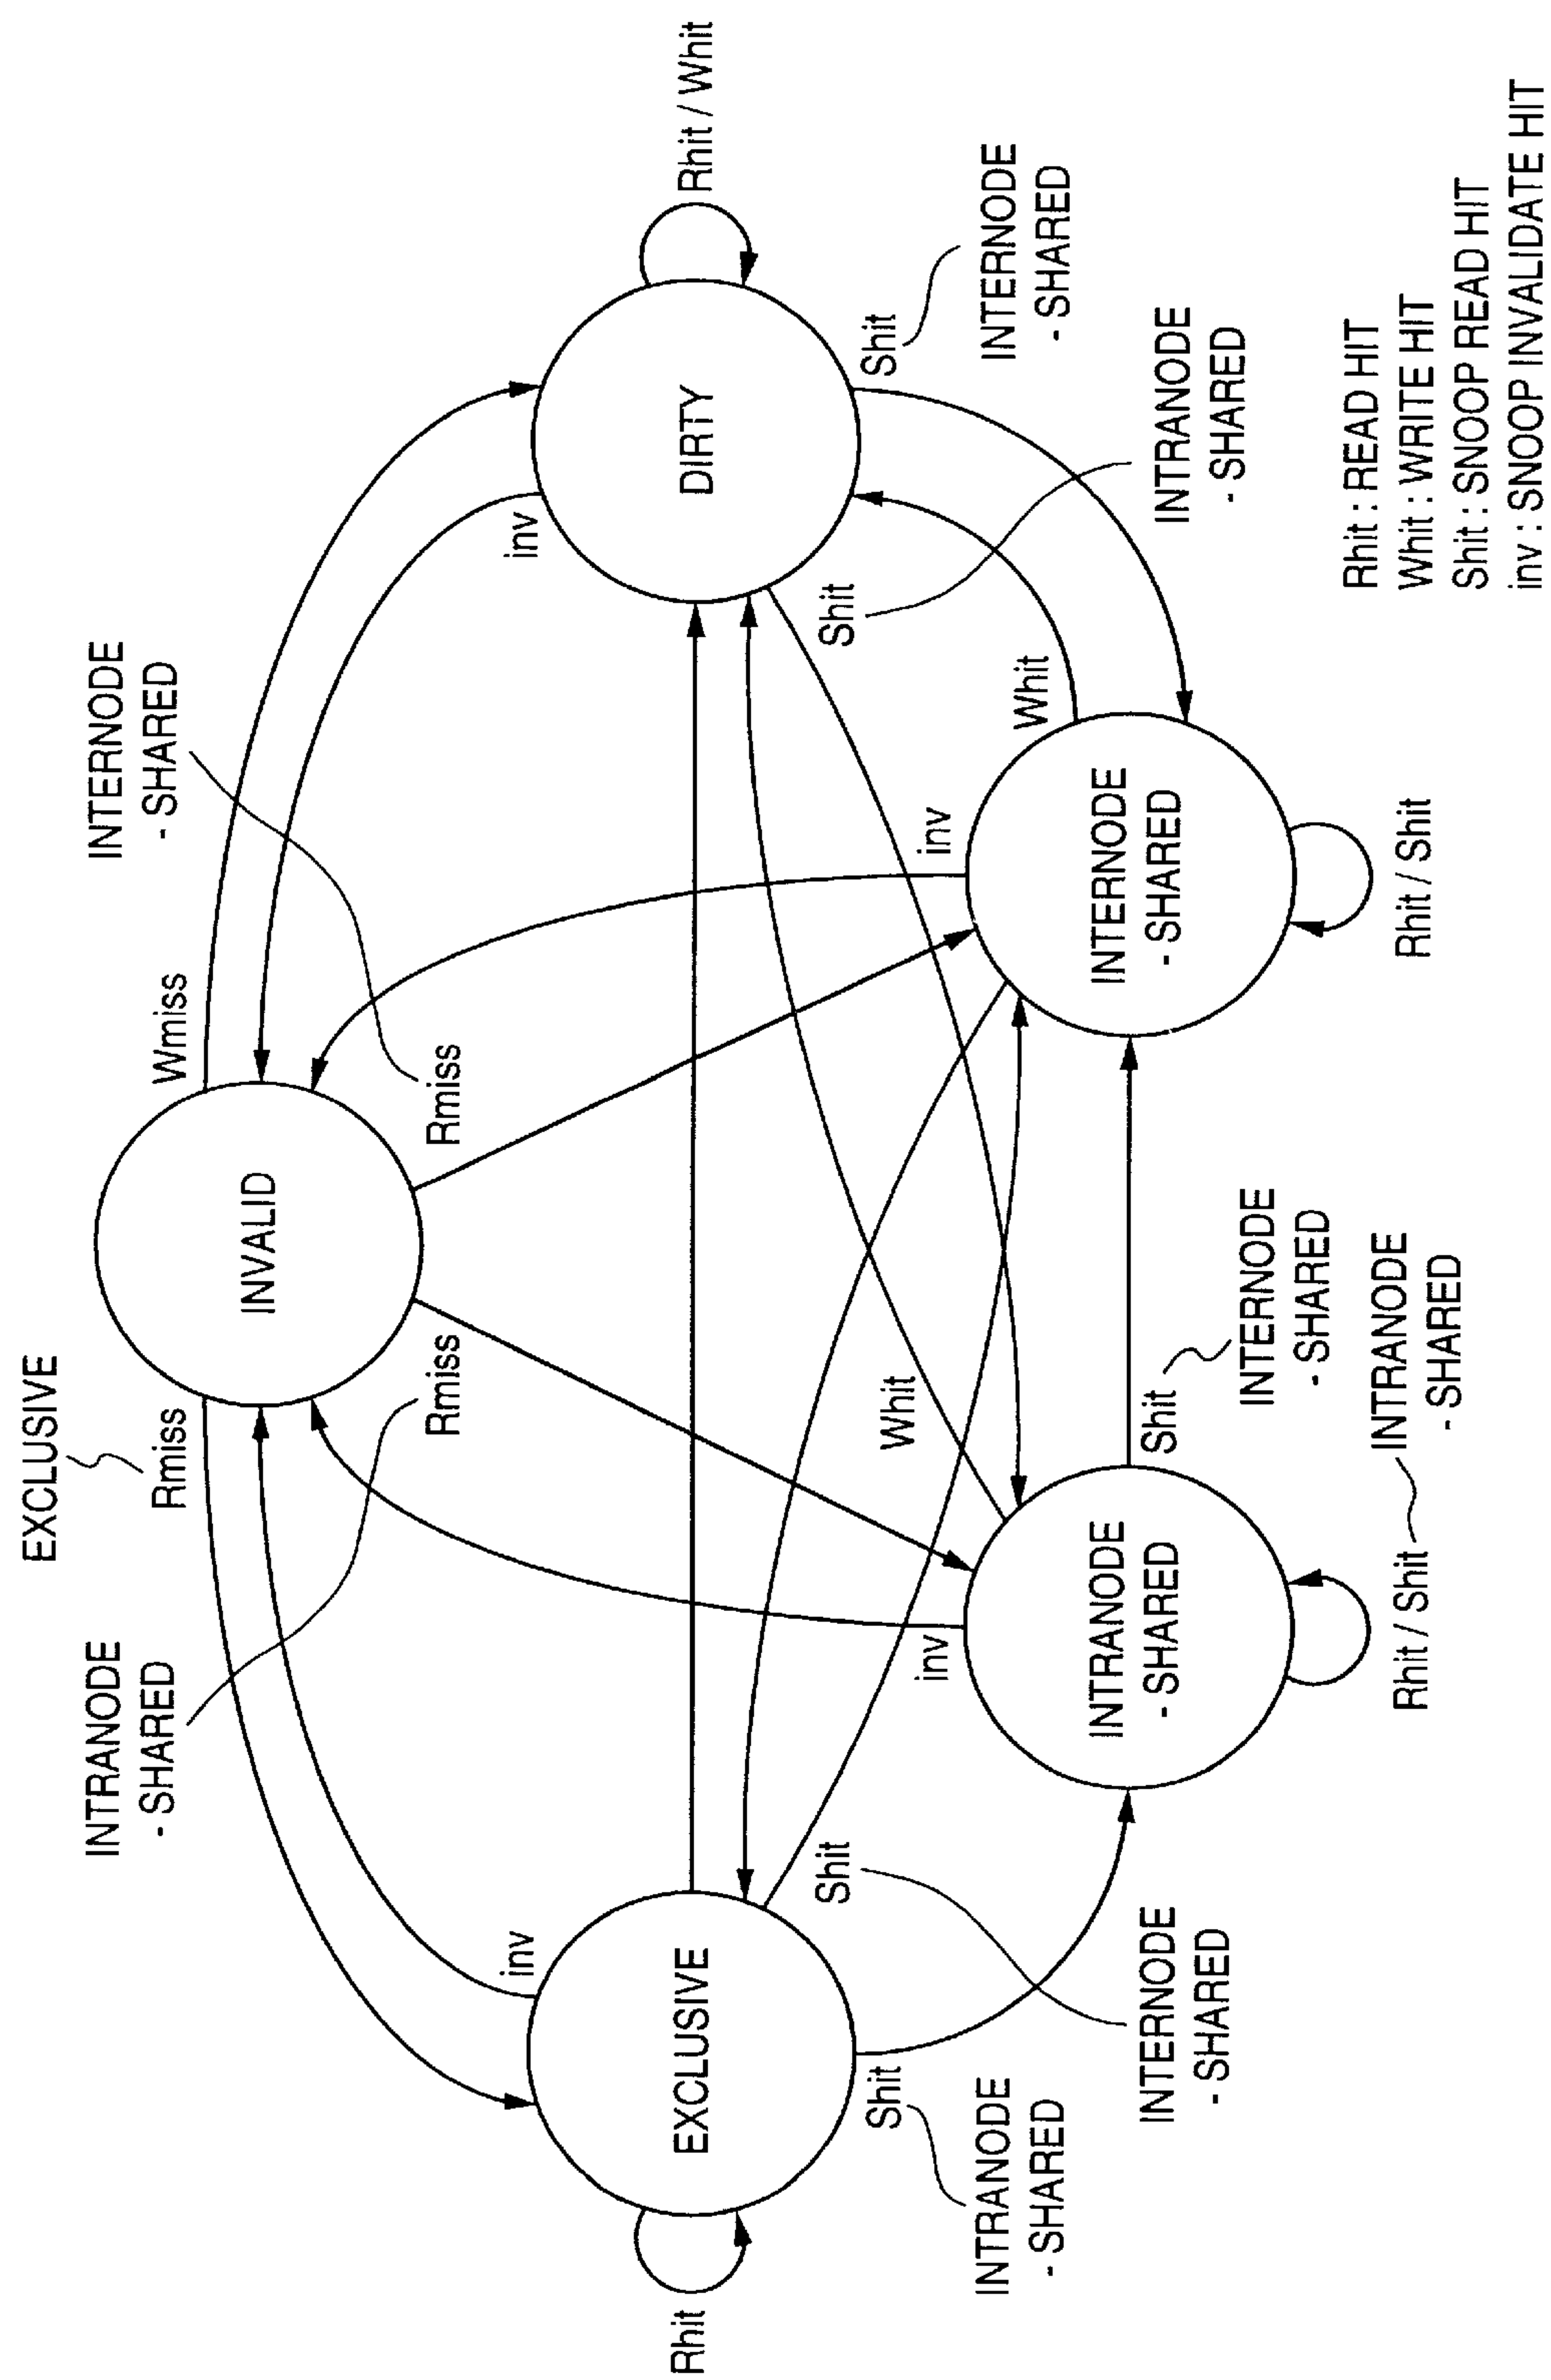 EXCLUSIVE
Rmiss
Wmiss
INTRANODE
- SHARED
INTERNODE
- SHARED
INVALID
Rmiss
Rmiss
inv
inv
Rhit
EXCLUSIVE
DIRTY
Rhit / Whit
Shit
INTRANODE
- SHARED
Shit
INTERNODE
- SHARED
inv
Whit
inv
Shit
INTRANODE
- SHARED
Shit
INTERNODE
- SHARED
Whit
INTRANODE
- SHARED
INTERNODE
- SHARED
Shit
INTERNODE
- SHARED
Rhit / Shit
INTRANODE
- SHARED
Rhit / Shit
Rhit : READ HIT
Whit : WRITE HIT
Shit : SNOOP READ HIT
inv : SNOOP INVALIDATE HIT